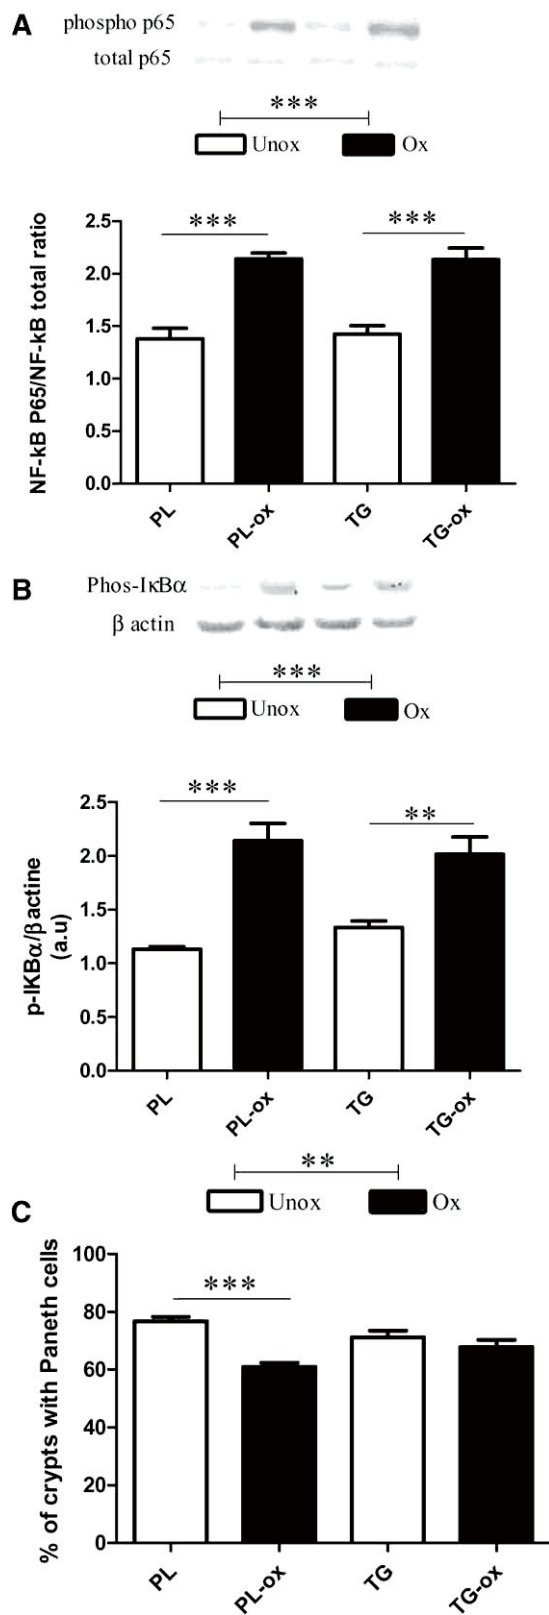 A
phospho p65
total p65
***
Unox Ox
NF-kB P65/NF-kB total ratio
2.5
2.0
1.5
1.0
0.5
0.0
*** ***
PL PL-ox TG TG-ox
B
Phos-IκBα
β actin
***
Unox Ox
p-IKBα/βactine
(a.u)
2.5
2.0
1.5
1.0
0.5
0.0
*** **
PL PL-ox TG TG-ox
**
Unox Ox
C
% of crypts with Paneth cells
100
80
60
40
20
0
***
PL PL-ox TG TG-ox